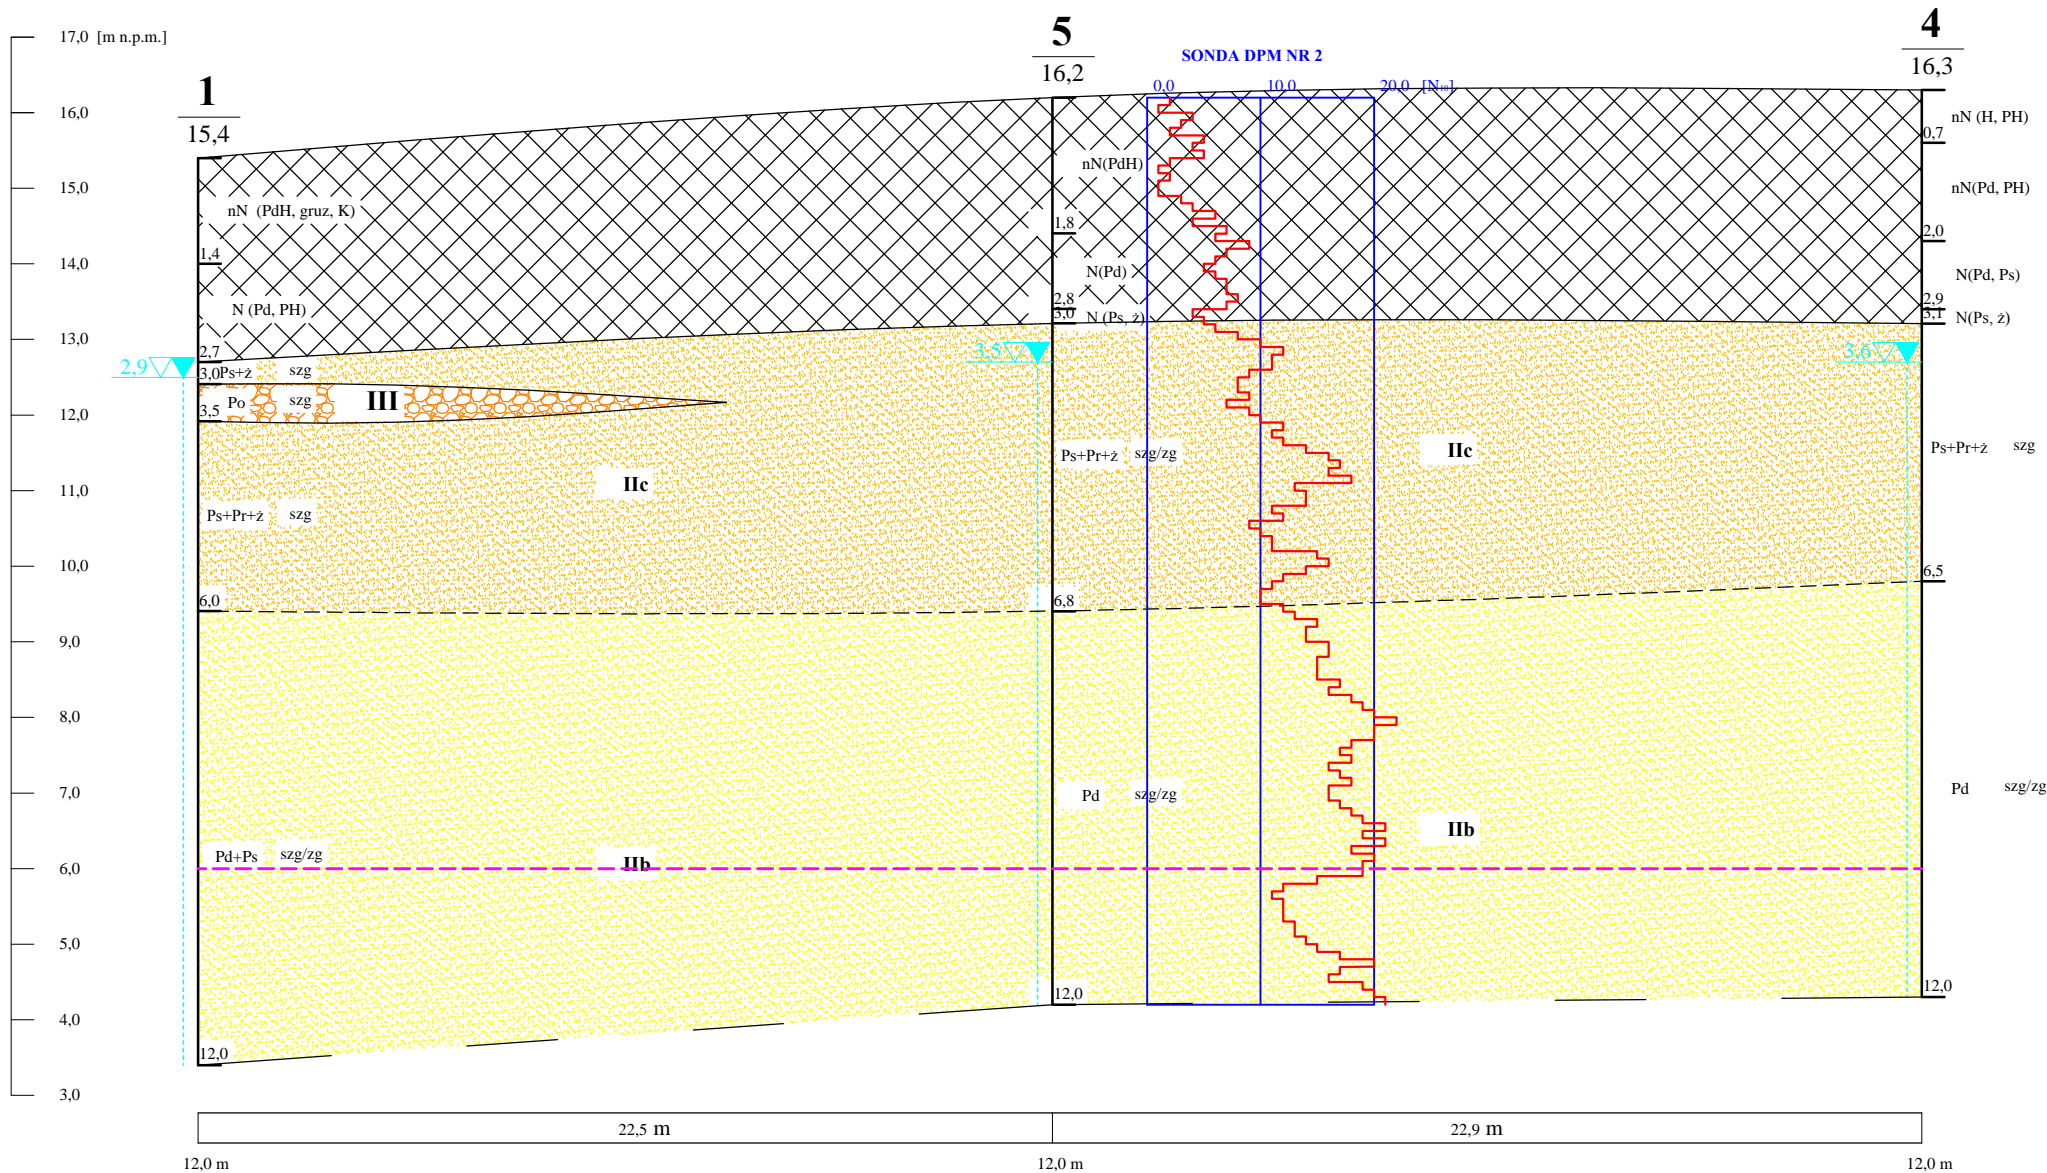 17,0 [m n.p.m.]
16,0
15,0
14,0
13,0
12,0
11,0
10,0
9,0
8,0
7,0
6,0
5,0
4,0
3,0
1
15,4
nN (PdH, gruz, K)
1,4
N (Pd, PH)
2,7
2,9
3,0 Ps+ż szg
Po szg III
3,5
IIc
Ps+Pr+ż szg
6,0
Pd+Ps szg/zg
IIb
12,0
5
16,2
nN(PdH)
1,8
N(Pd)
2,8
3,0 N (Ps, ż)
3,5
Ps+Pr+ż szg/zg
6,8
Pd szg/zg
12,0
SONDA DPM NR 2
0,0 10,0 20,0 [N₁₀]
IIc
IIb
4
16,3
nN (H, PH)
0,7
nN(Pd, PH)
2,0
N(Pd, Ps)
2,9
3,1 N(Ps, ż)
3,6
Ps+Pr+ż szg
6,5
Pd szg/zg
12,0
22,5 m 22,9 m
12,0 m 12,0 m 12,0 m